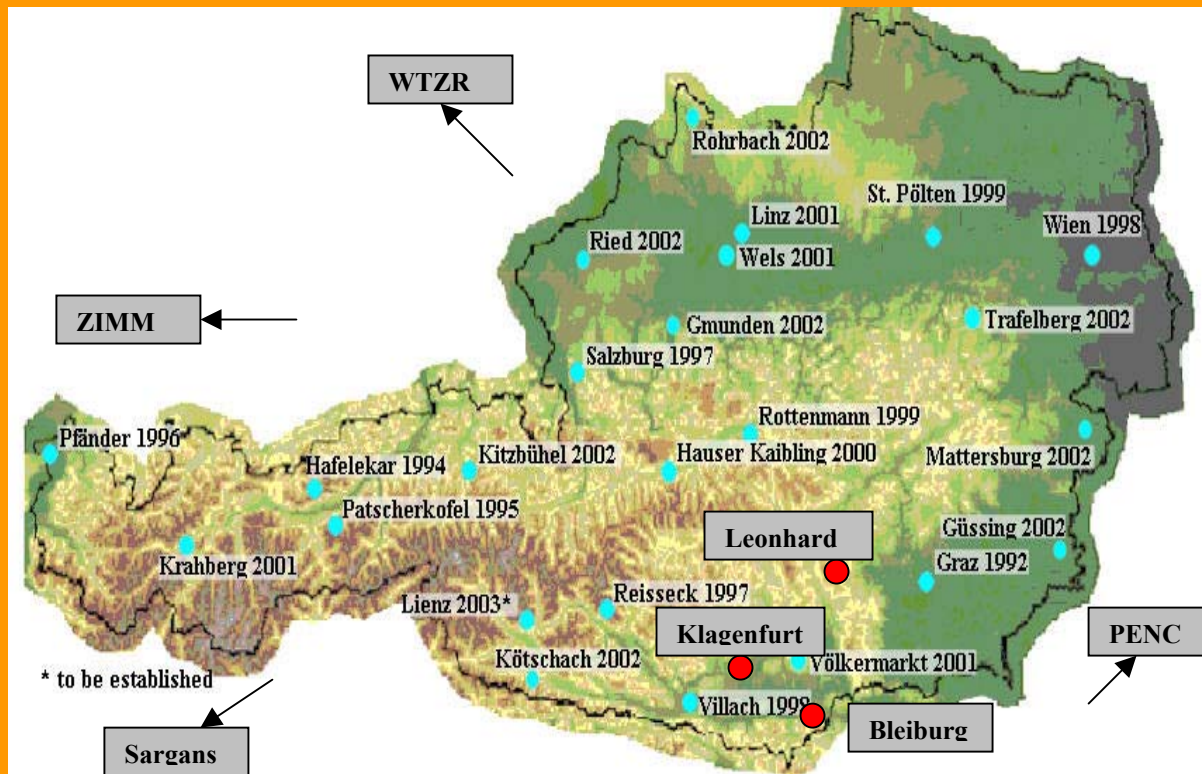 WTZR
Rohrbach 2002
St. Pölten 1999
Linz 2001
Wien 1998
Ried 2002
Wels 2001
ZIMM
Gmunden 2002
Trafelberg 2002
Salzburg 1997
Rottenmann 1999
Pfänder 1996
Kitzbühel 2002
Hauser Kaibling 2000
Mattersburg 2002
Hafelekar 1994
Patscherkofel 1995
Güssing 2002
Leonhard
Krahberg 2001
Graz 1992
Lienz 2003*
Reisseck 1997
Klagenfurt
PENC
Kötschach 2002
Völkermarkt 2001
* to be established
Villach 1998
Bleiburg
Sargans